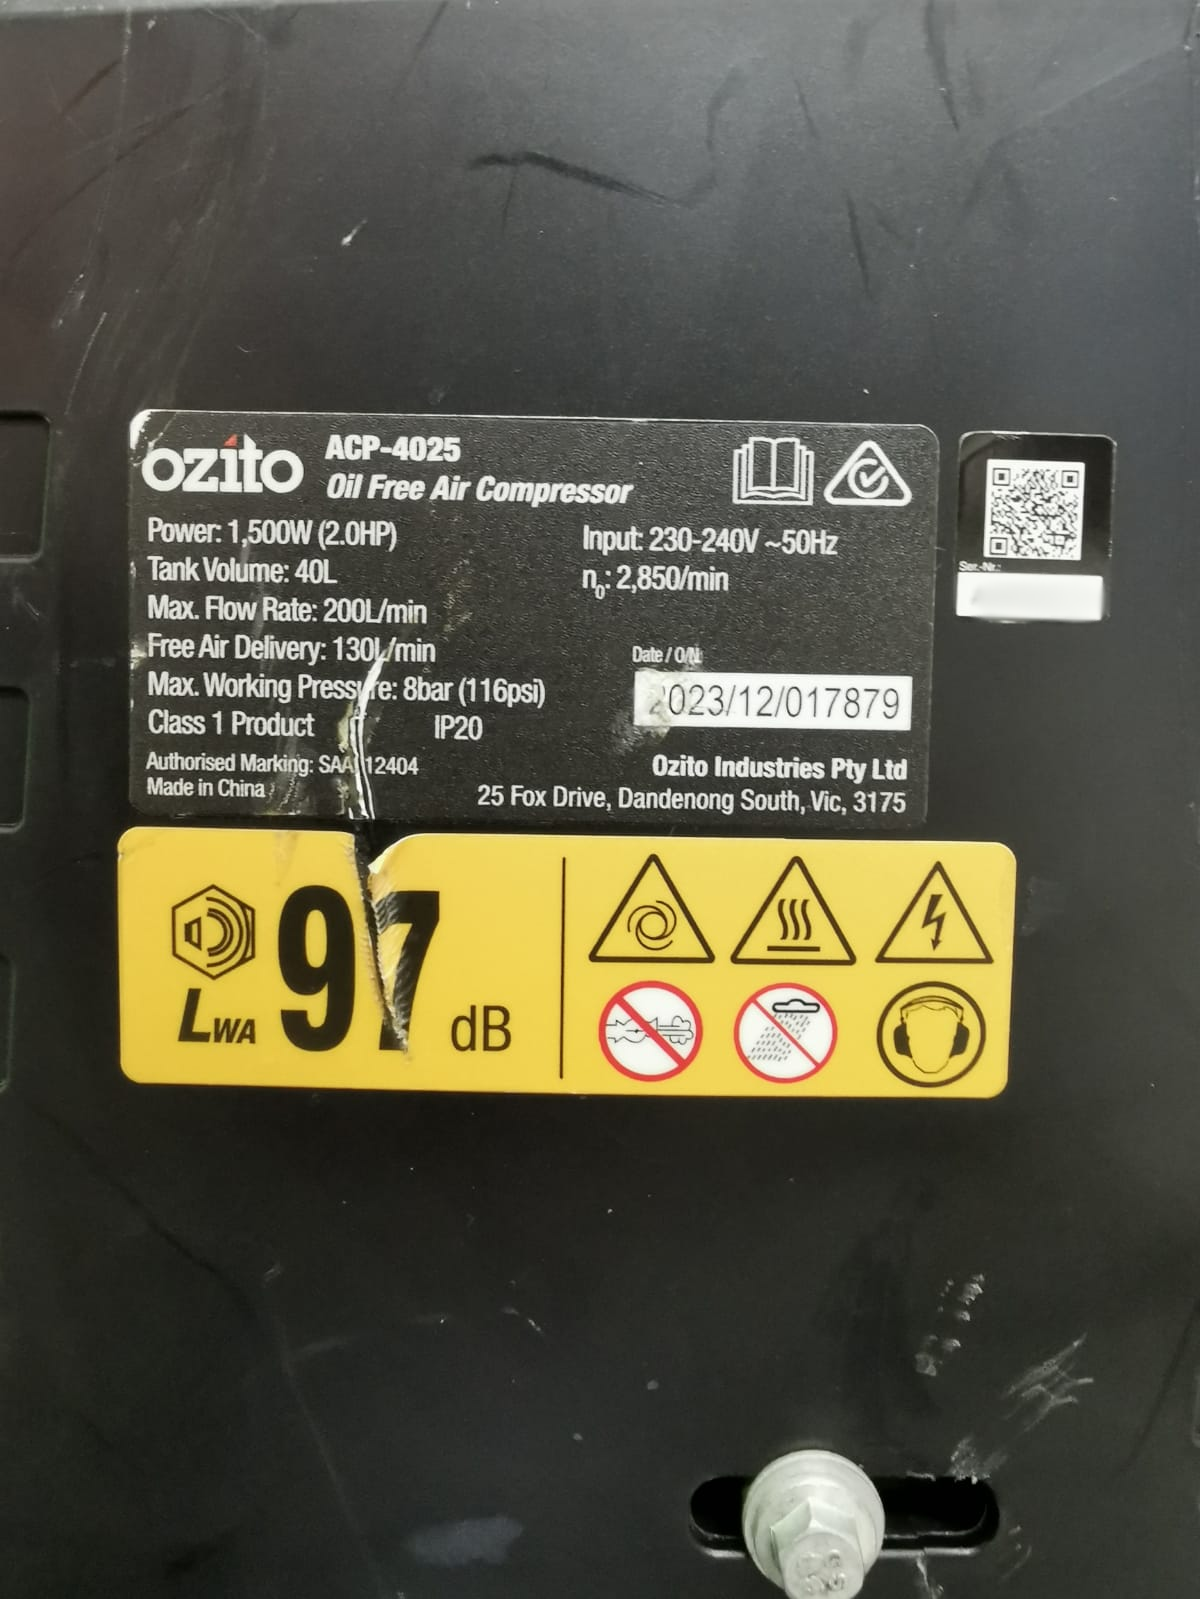 ozito
ACP-4025
Oil Free Air Compressor
Power: 1,500W (2.0HP)
Input: 230-240V ~50Hz
Tank Volume: 40L
n₀: 2,850/min
Max. Flow Rate: 200L/min
Free Air Delivery: 130L/min
Max. Working Pressure: 8bar (116psi)
Class 1 Product IP20
Date / O/N:
2023/12/017879
Authorised Marking:
Made in China
Ozito Industries Pty Ltd
25 Fox Drive, Dandenong South, Vic, 3175
Ser.-Nr.:
LWA 97 dB